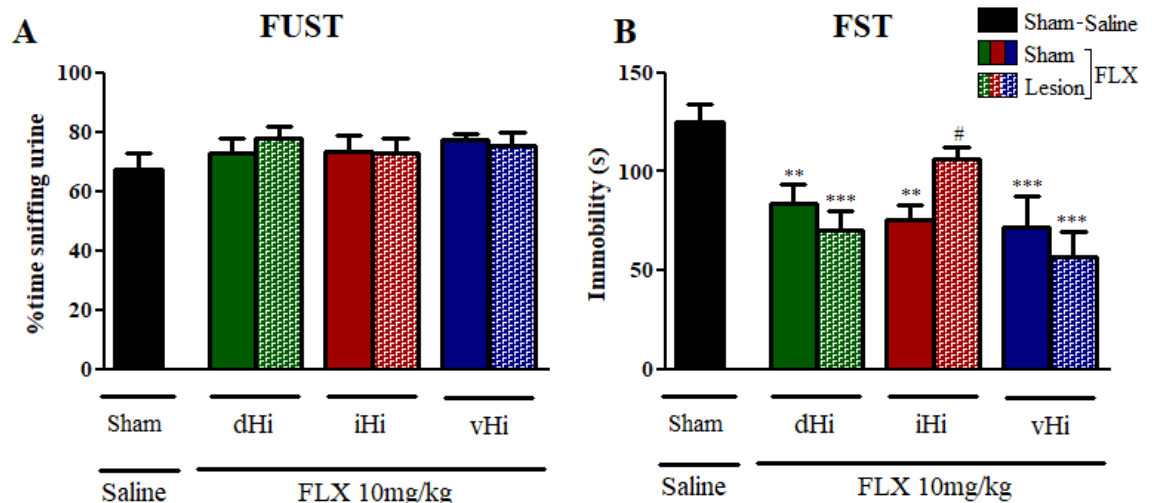 A
FUST
%time sniffing urine
100
80
60
40
20
0
Sham
dHi
iHi
vHi
Saline
FLX 10mg/kg
B
FST
Sham-Saline
Sham
Lesion
FLX
Immobility (s)
150
100
50
0
**
***
**
#
***
***
Sham
dHi
iHi
vHi
Saline
FLX 10mg/kg